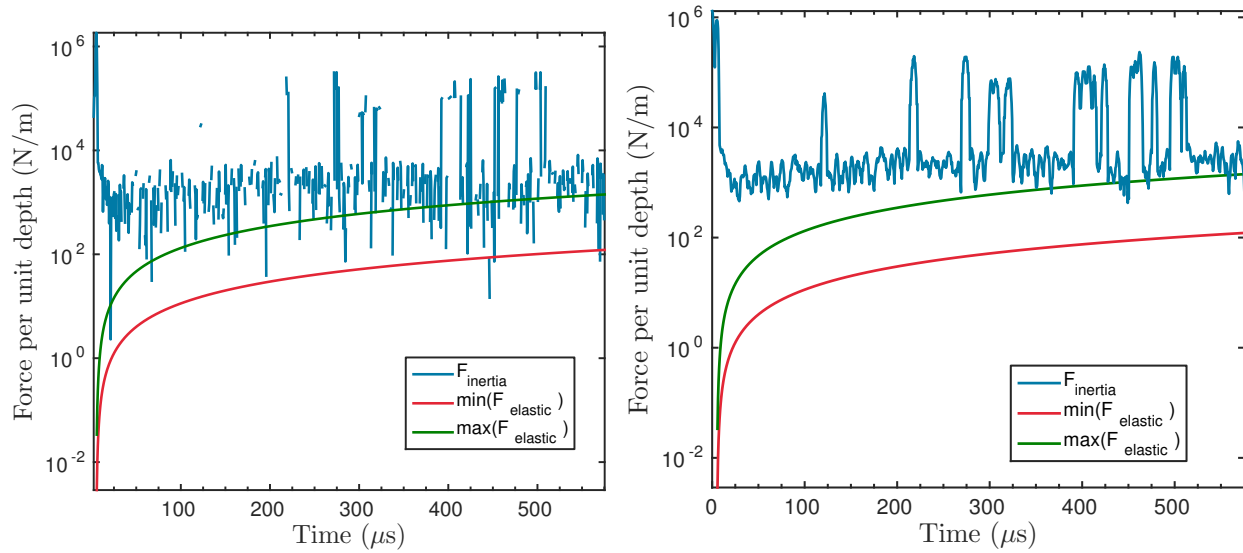 Force per unit depth (N/m)
10^6
10^4
10^2
10^0
10^-2
F_inertia
min(F_elastic)
max(F_elastic)
100 200 300 400 500
Time (μs)
Force per unit depth (N/m)
10^6
10^4
10^2
10^0
10^-2
F_inertia
min(F_elastic)
max(F_elastic)
0 100 200 300 400 500
Time (μs)